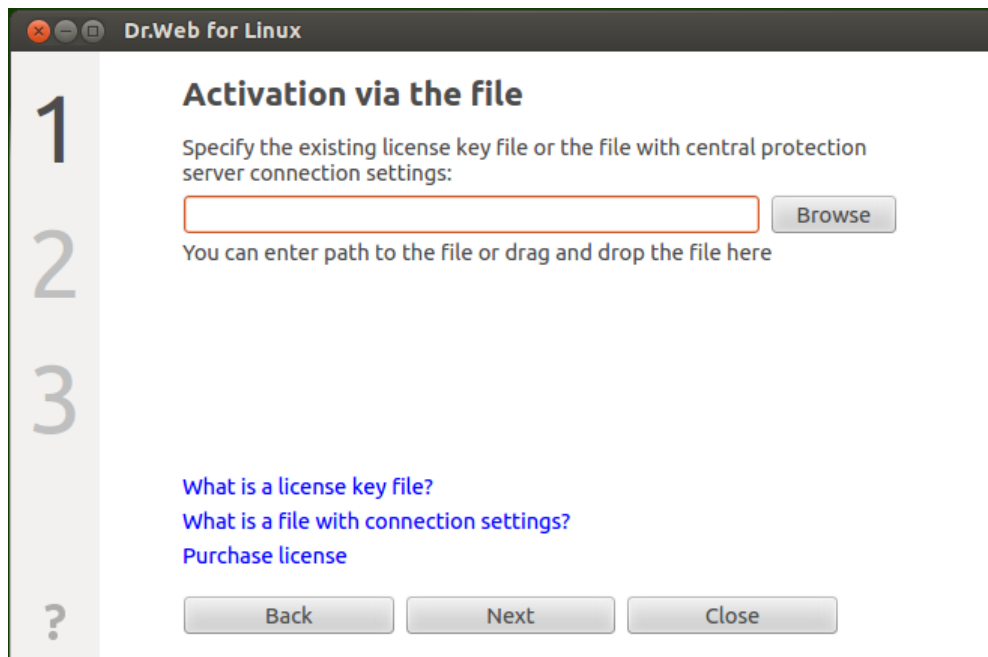 Dr.Web for Linux
1
2
3
?
Activation via the file
Specify the existing license key file or the file with central protection
server connection settings:
Browse
You can enter path to the file or drag and drop the file here
What is a license key file?
What is a file with connection settings?
Purchase license
Back
Next
Close